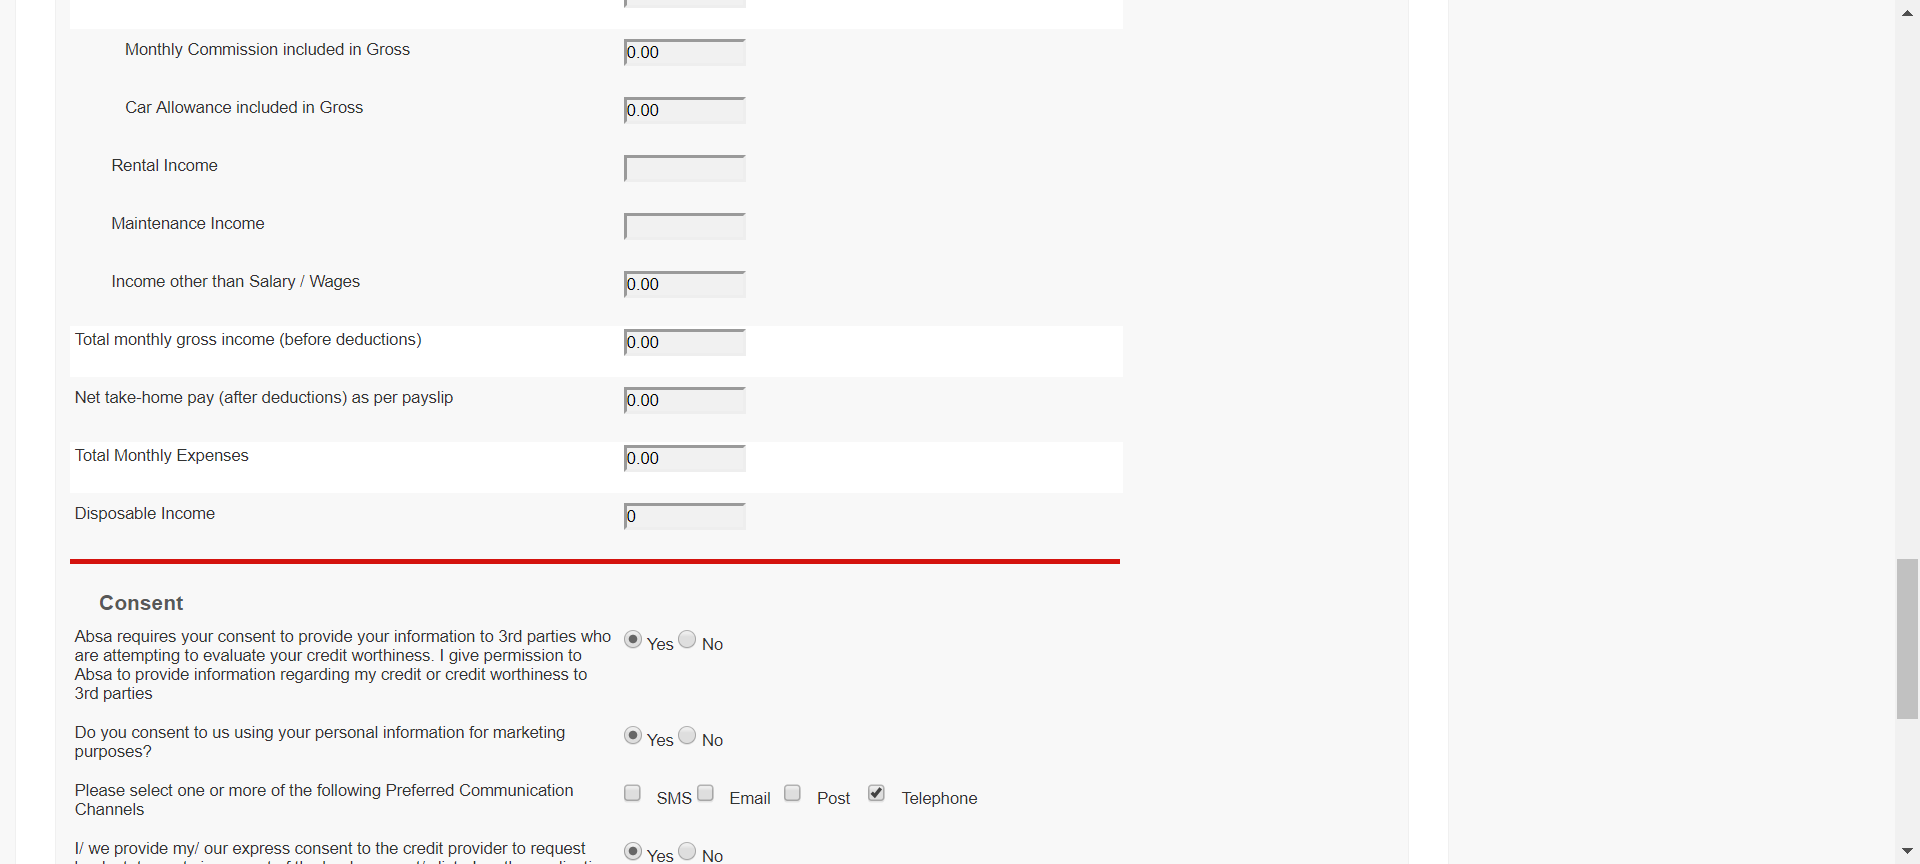 Monthly Commission included in Gross 0.00
Car Allowance included in Gross 0.00
Rental Income
Maintenance Income
Income other than Salary / Wages 0.00
Total monthly gross income (before deductions) 0.00
Net take-home pay (after deductions) as per payslip 0.00
Total Monthly Expenses 0.00
Disposable Income 0
Consent
Absa requires your consent to provide your information to 3rd parties who Yes No
are attempting to evaluate your credit worthiness. I give permission to
Absa to provide information regarding my credit or credit worthiness to
3rd parties
Do you consent to us using your personal information for marketing Yes No
purposes?
Please select one or more of the following Preferred Communication SMS Email Post Telephone
Channels
I/ we provide my/ our express consent to the credit provider to request Yes No